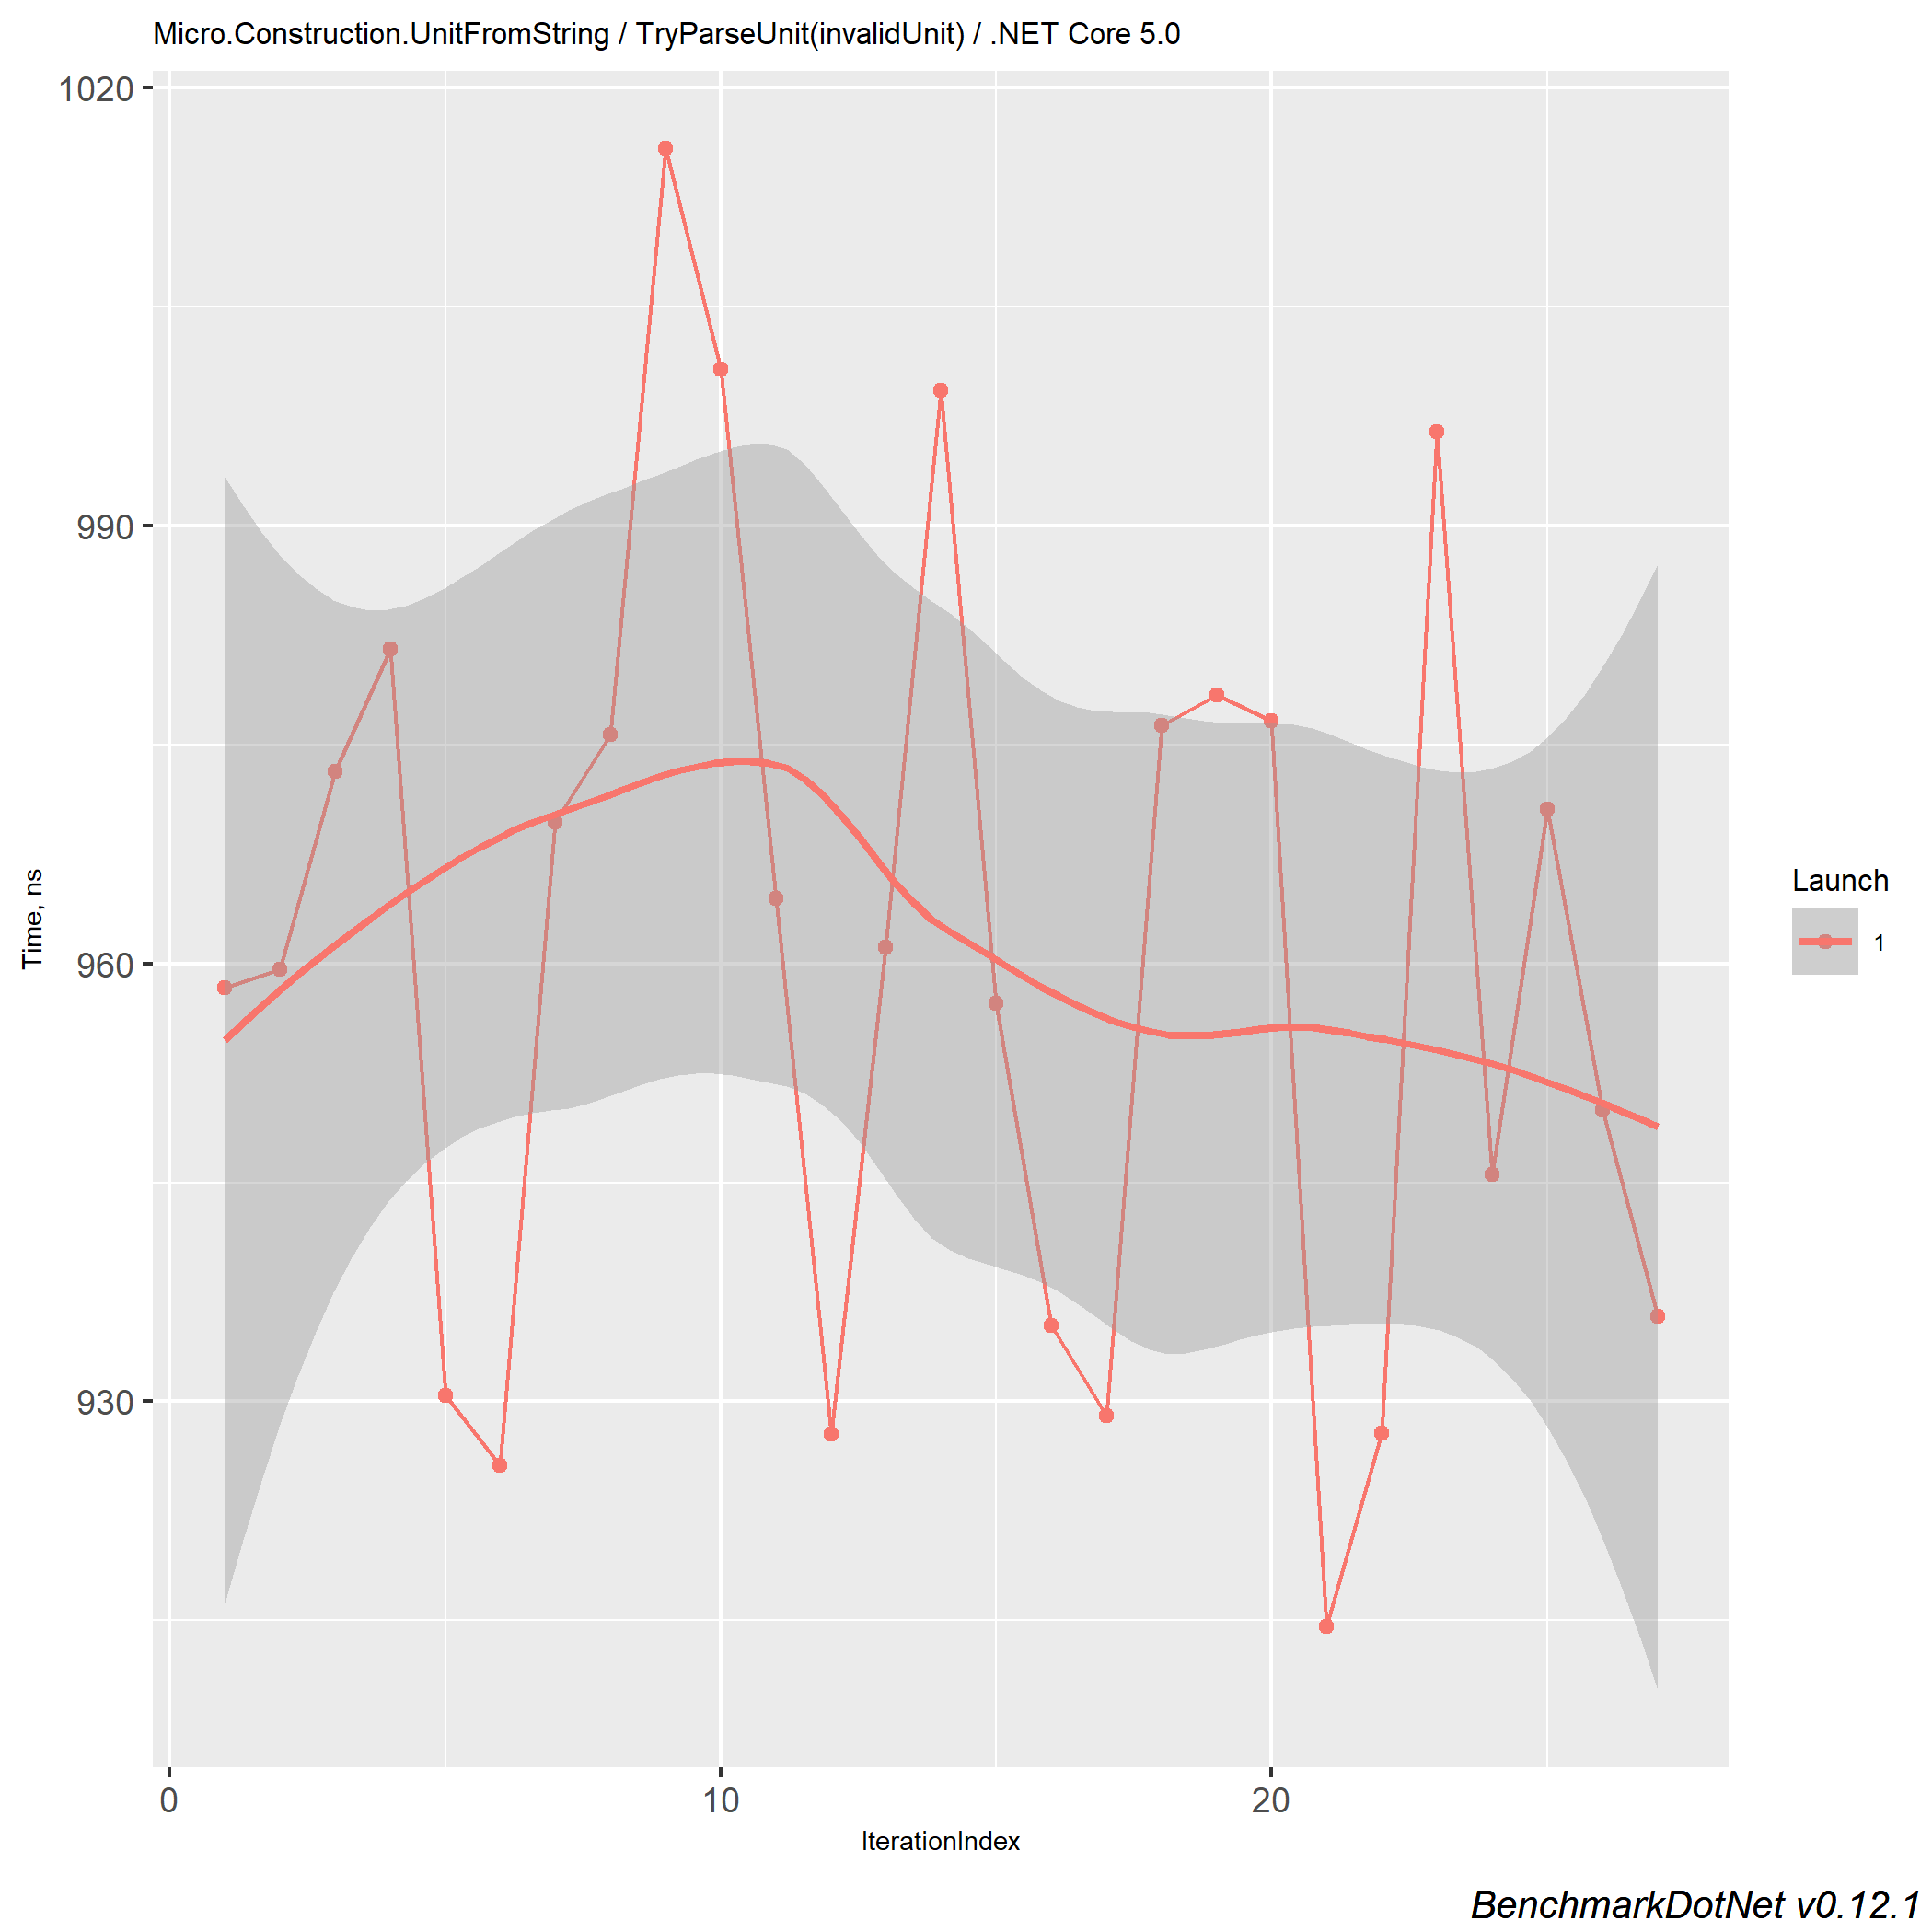 Micro.Construction.UnitFromString / TryParseUnit(invalidUnit) / .NET Core 5.0
1020
990
960
930
Time, ns
0 10 20
IterationIndex
Launch
1
BenchmarkDotNet v0.12.1